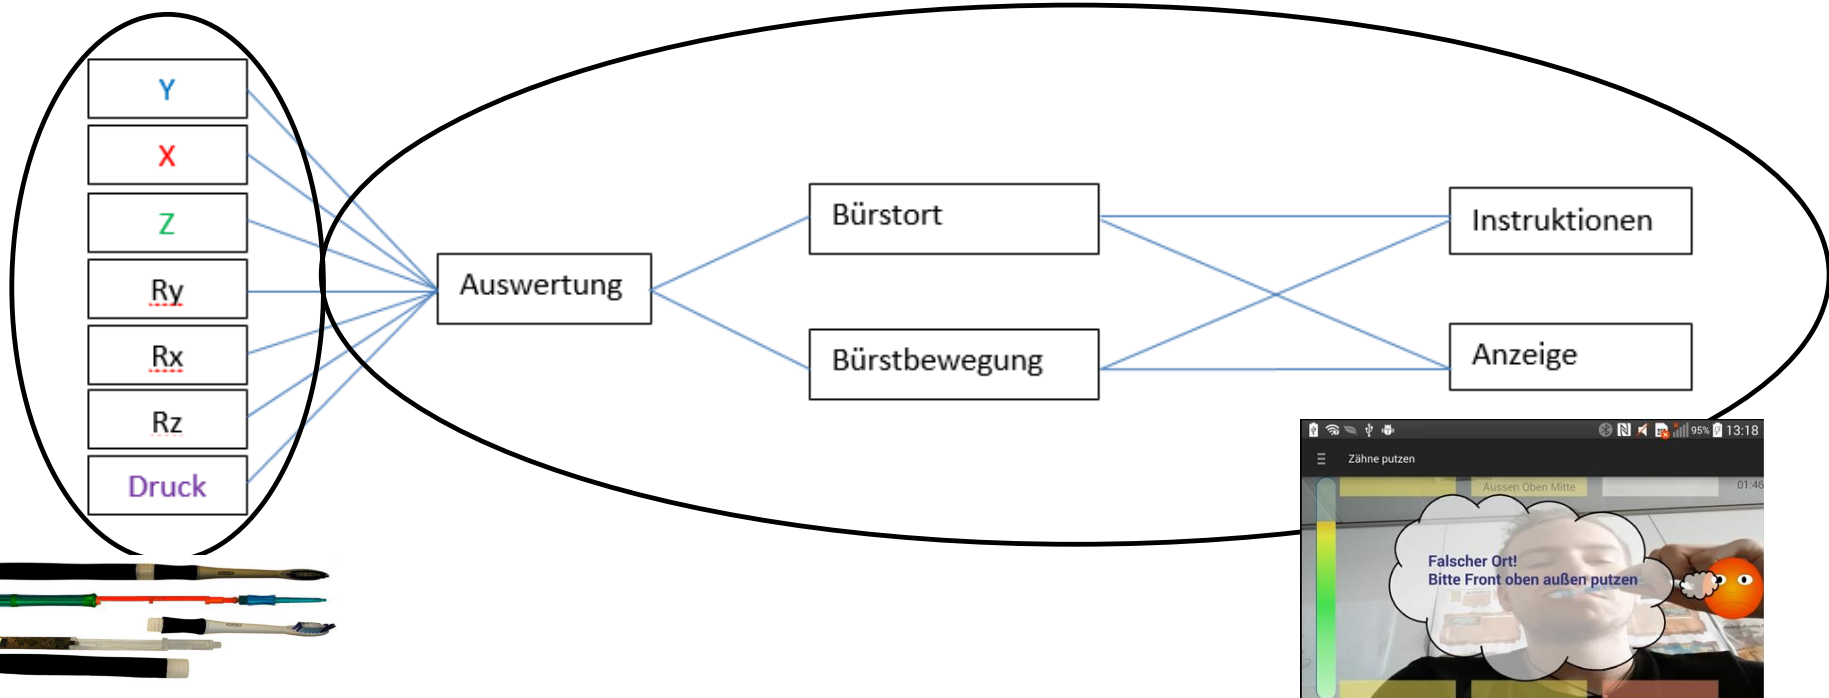 Y
X
Z
Ry
Rx
Rz
Druck
Auswertung
Bürstort
Bürstbewegung
Instruktionen
Anzeige
95% 13:18
Zähne putzen
Aussen Oben Mitte
01:46
Falscher Ort!
Bitte Front oben außen putzen